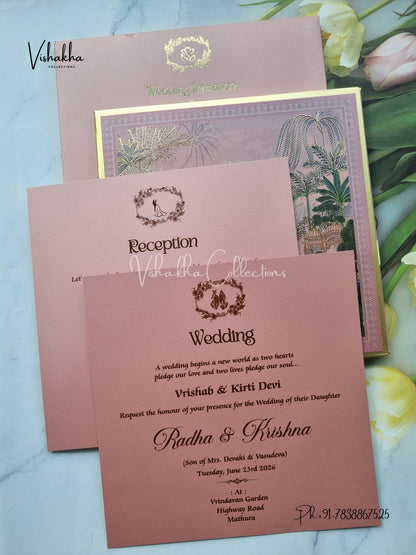 Vishakha
COLLECTIONS
Wedding Invitation
Reception
Vishakha Collections
Wedding
A wedding begins a new world as two hearts
pledge our love and two lives pledge our soul...
Vrishab & Kirti Devi
Request the honour of your presence for the Wedding of their Daughter
Radha & Krishna
(Son of Mrs. Devaki & Vasudeva)
Tuesday, June 23rd 2026
: At :
Vrindavan Garden
Highway Road
Mathura
Ph.+91-7838867525